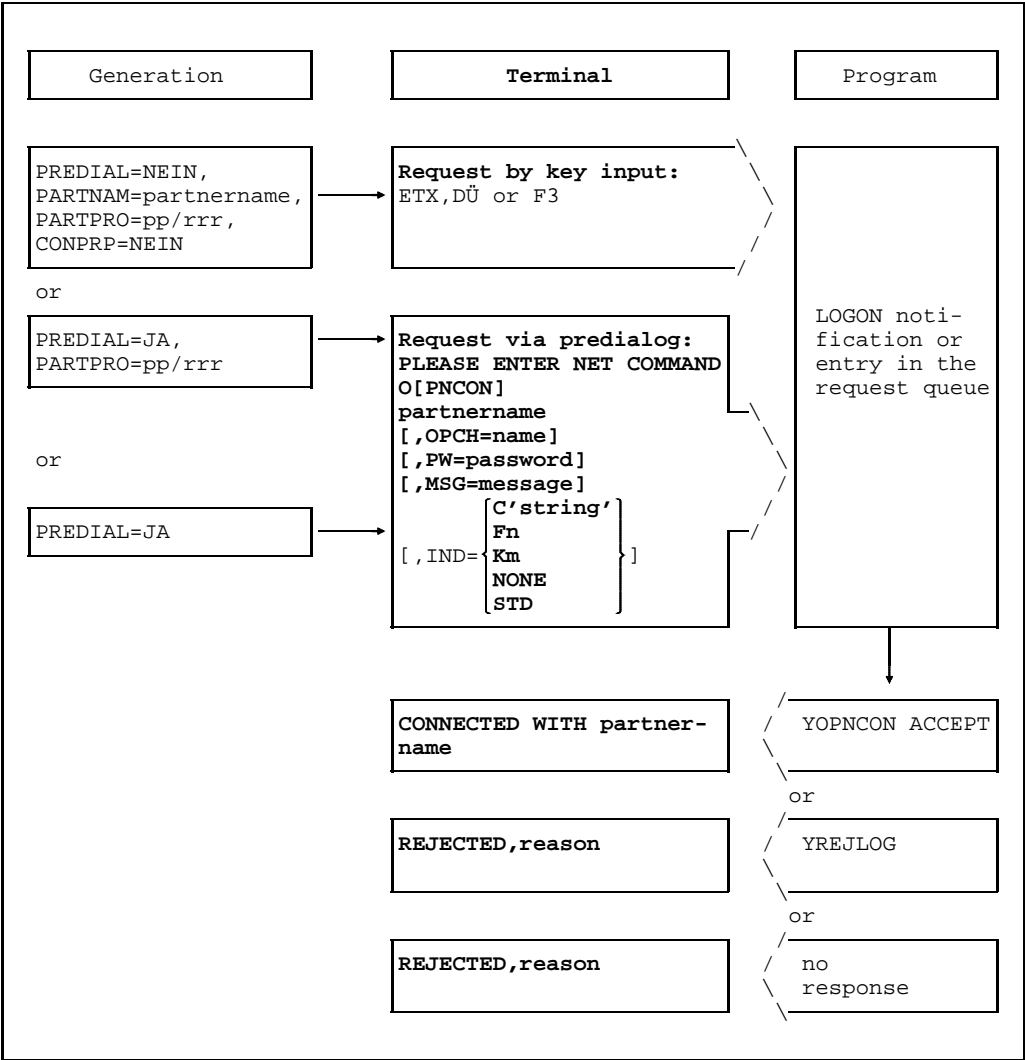 Generation
Terminal
Program
PREDIAL=NEIN,
PARTNAM=partnername,
PARTPRO=pp/rrr,
CONPRP=NEIN
Request by key input:
ETX,DÜ or F3
or
PREDIAL=JA,
PARTPRO=pp/rrr
or
PREDIAL=JA
Request via predialog:
PLEASE ENTER NET COMMAND
O[PNCON]
partnername
[,OPCH=name]
[,PW=password]
[,MSG=message]
C’string’
Fn
[,IND={Km}]
NONE
STD
LOGON noti-
fication or
entry in the
request queue
CONNECTED WITH partner-
name
YOPNCON ACCEPT
or
REJECTED,reason
YREJLOG
or
REJECTED,reason
no
response